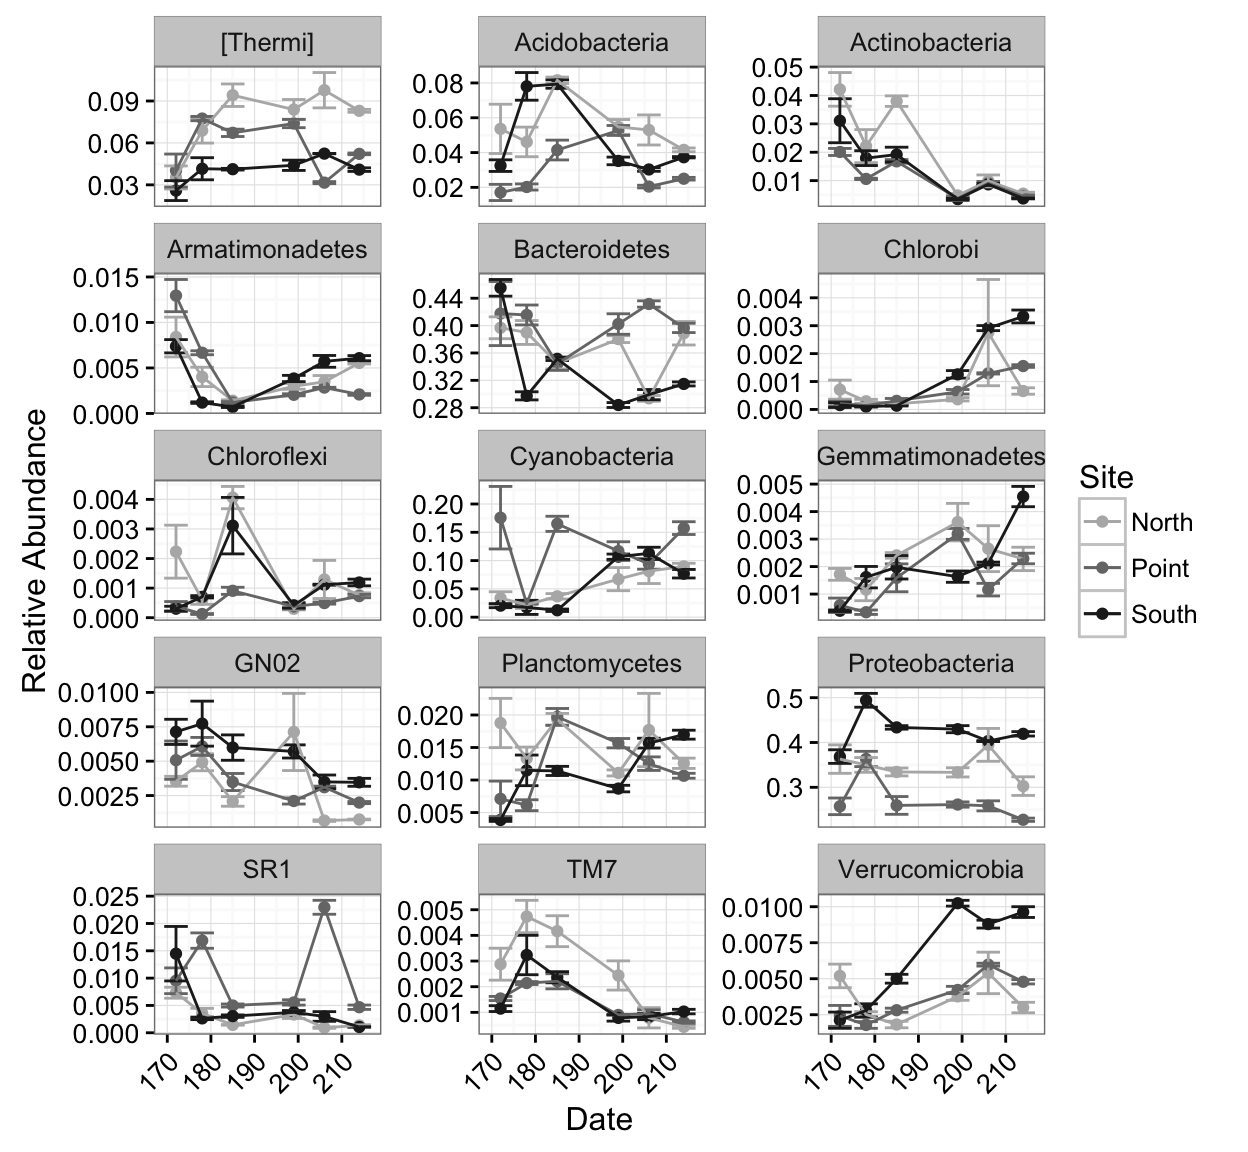 [Thermi] Acidobacteria Actinobacteria
0.09 0.06 0.03
0.08 0.06 0.04 0.02
0.05 0.04 0.03 0.02 0.01
Armatimonadetes Bacteroidetes Chlorobi
0.015 0.010 0.005 0.000
0.44 0.40 0.36 0.32 0.28
0.004 0.003 0.002 0.001 0.000
Chloroflexi Cyanobacteria Gemmatimonadetes
0.004 0.003 0.002 0.001 0.000
0.20 0.15 0.10 0.05 0.00
0.005 0.004 0.003 0.002 0.001
GN02 Planctomycetes Proteobacteria
0.0100 0.0075 0.0050 0.0025
0.020 0.015 0.010 0.005
0.5 0.4 0.3
SR1 TM7 Verrucomicrobia
0.025 0.020 0.015 0.010 0.005 0.000
0.005 0.004 0.003 0.002 0.001
0.0100 0.0075 0.0050 0.0025
170 180 190 200 210 170 180 190 200 210 170 180 190 200 210
Date
Relative Abundance
Site
North
Point
South